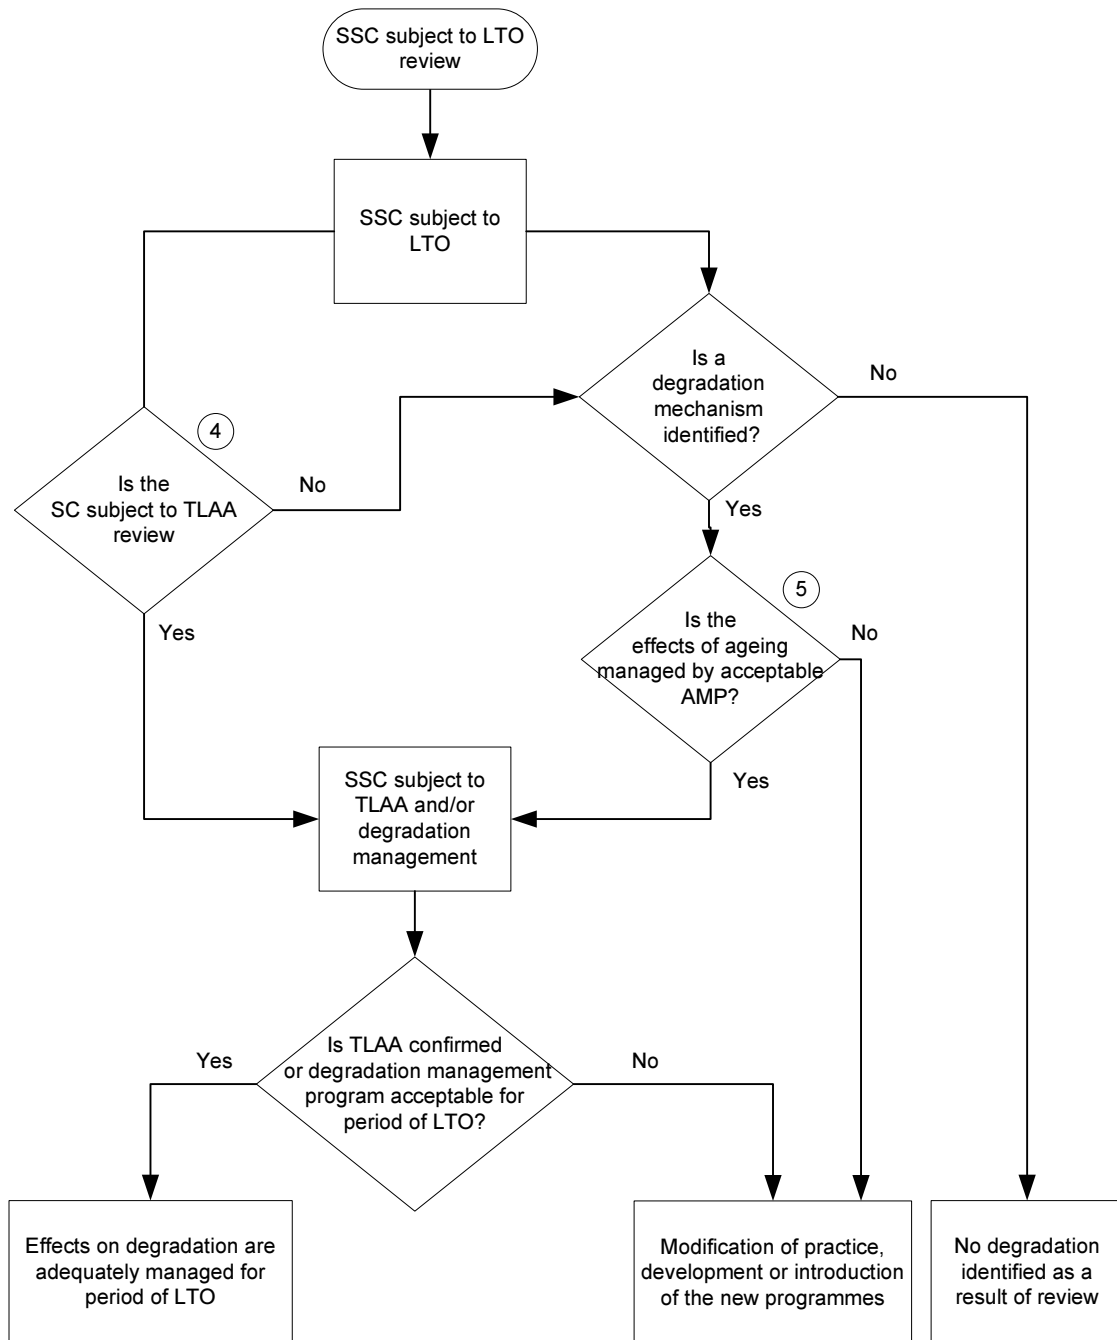 SSC subject to LTO
review
SSC subject to
LTO
Is a
degradation
mechanism
identified?
No
4
Is the
SC subject to TLAA
review
No
Yes
5
Is the
effects of ageing
managed by acceptable
AMP?
No
Yes
Yes
SSC subject to
TLAA and/or
degradation
management
Is TLAA confirmed
or degradation management
program acceptable for
period of LTO?
Yes
No
Effects on degradation are
adequately managed for
period of LTO
Modification of practice,
development or introduction
of the new programmes
No degradation
identified as a
result of review